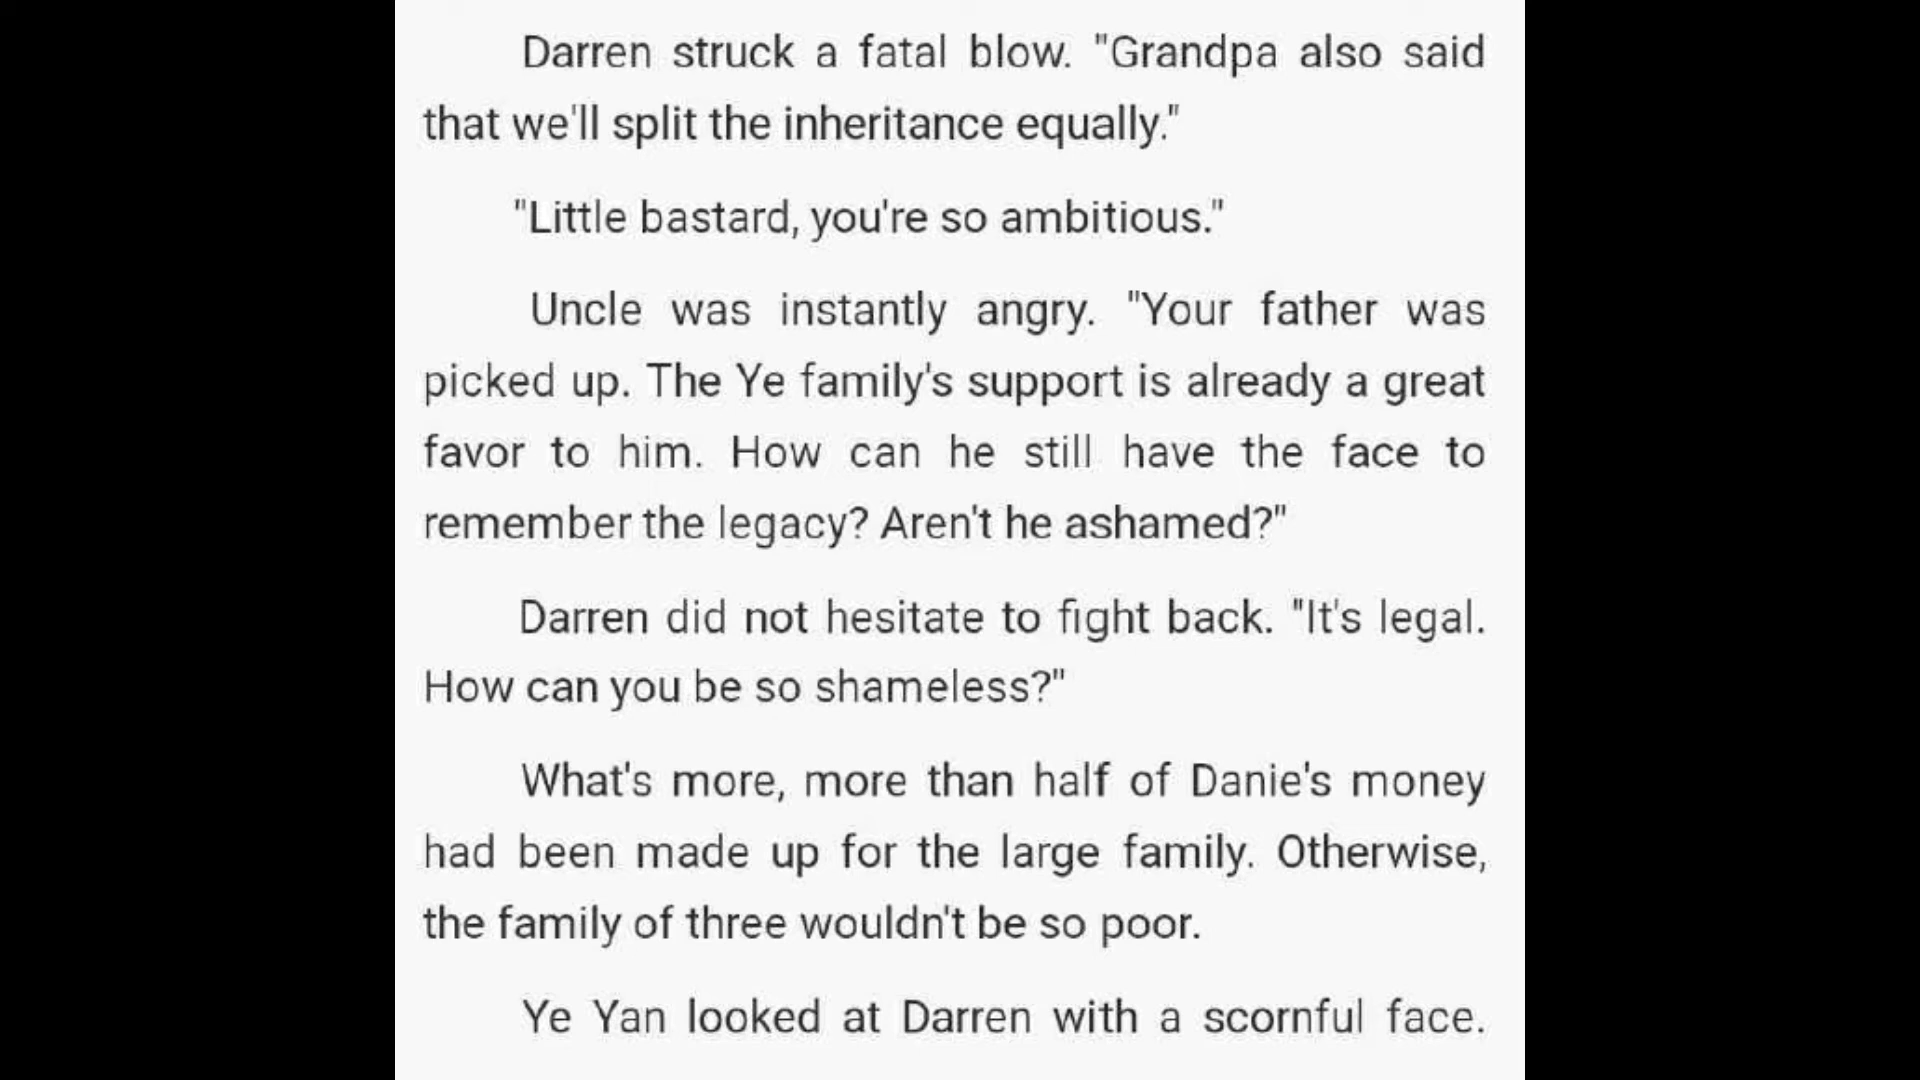 Darren struck a fatal blow. "Grandpa also said
that we'll split the inheritance equally."
"Little bastard, you're so ambitious."
Uncle was instantly angry. "Your father was
picked up. The Ye family's support is already a great
favor to him. How can he still have the face to
remember the legacy? Aren't he ashamed?"
Darren did not hesitate to fight back. "It's legal.
How can you be so shameless?"
What's more, more than half of Danie's money
had been made up for the large family. Otherwise,
the family of three wouldn't be so poor.
Ye Yan looked at Darren with a scornful face.